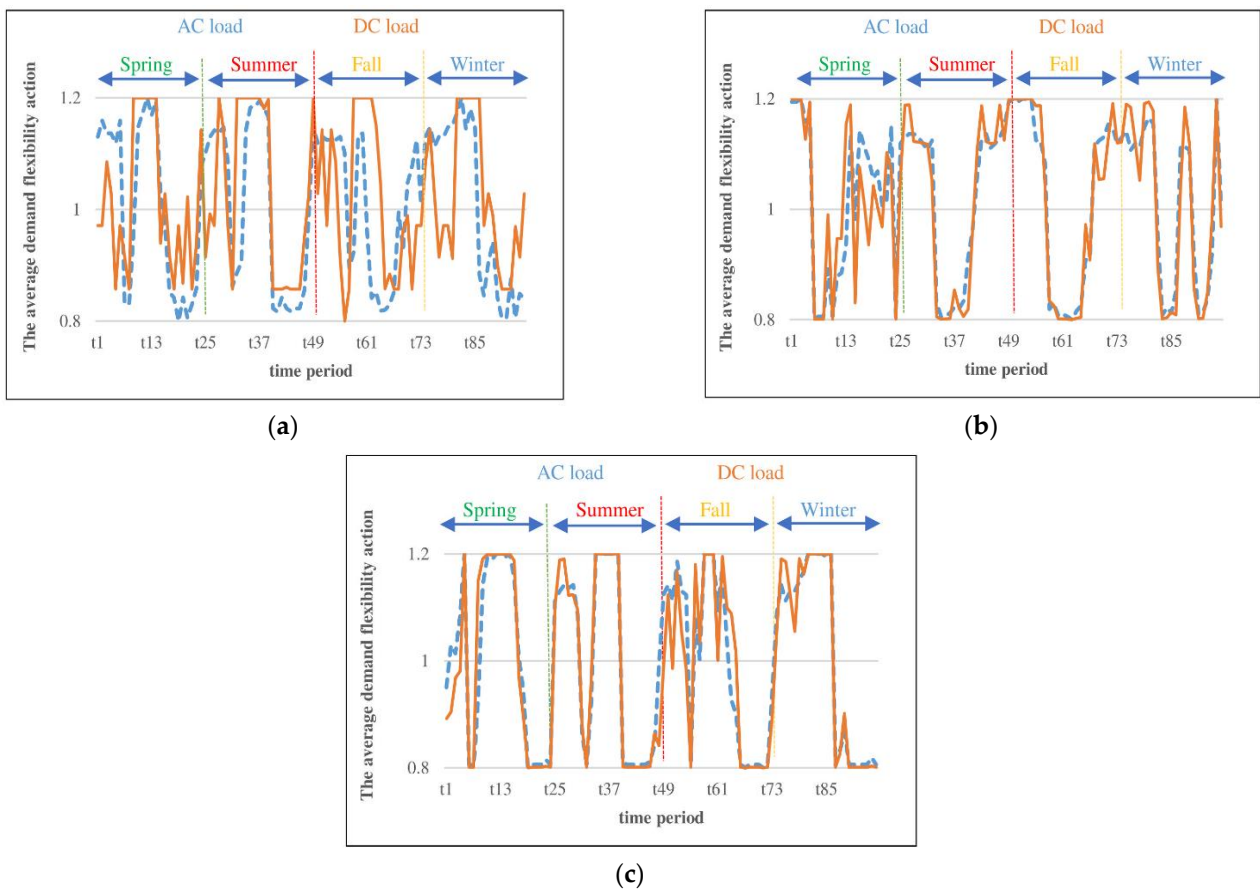 AC load DC load
Spring Summer Fall Winter
The average demand flexibility action
1.2
1
0.8
t1 t13 t25 t37 t49 t61 t73 t85
time period
(a)
AC load DC load
Spring Summer Fall Winter
The average demand flexibility action
1.2
1
0.8
t1 t13 t25 t37 t49 t61 t73 t85
time period
(b)
AC load DC load
Spring Summer Fall Winter
The average demand flexibility action
1.2
1
0.8
t1 t13 t25 t37 t49 t61 t73 t85
time period
(c)